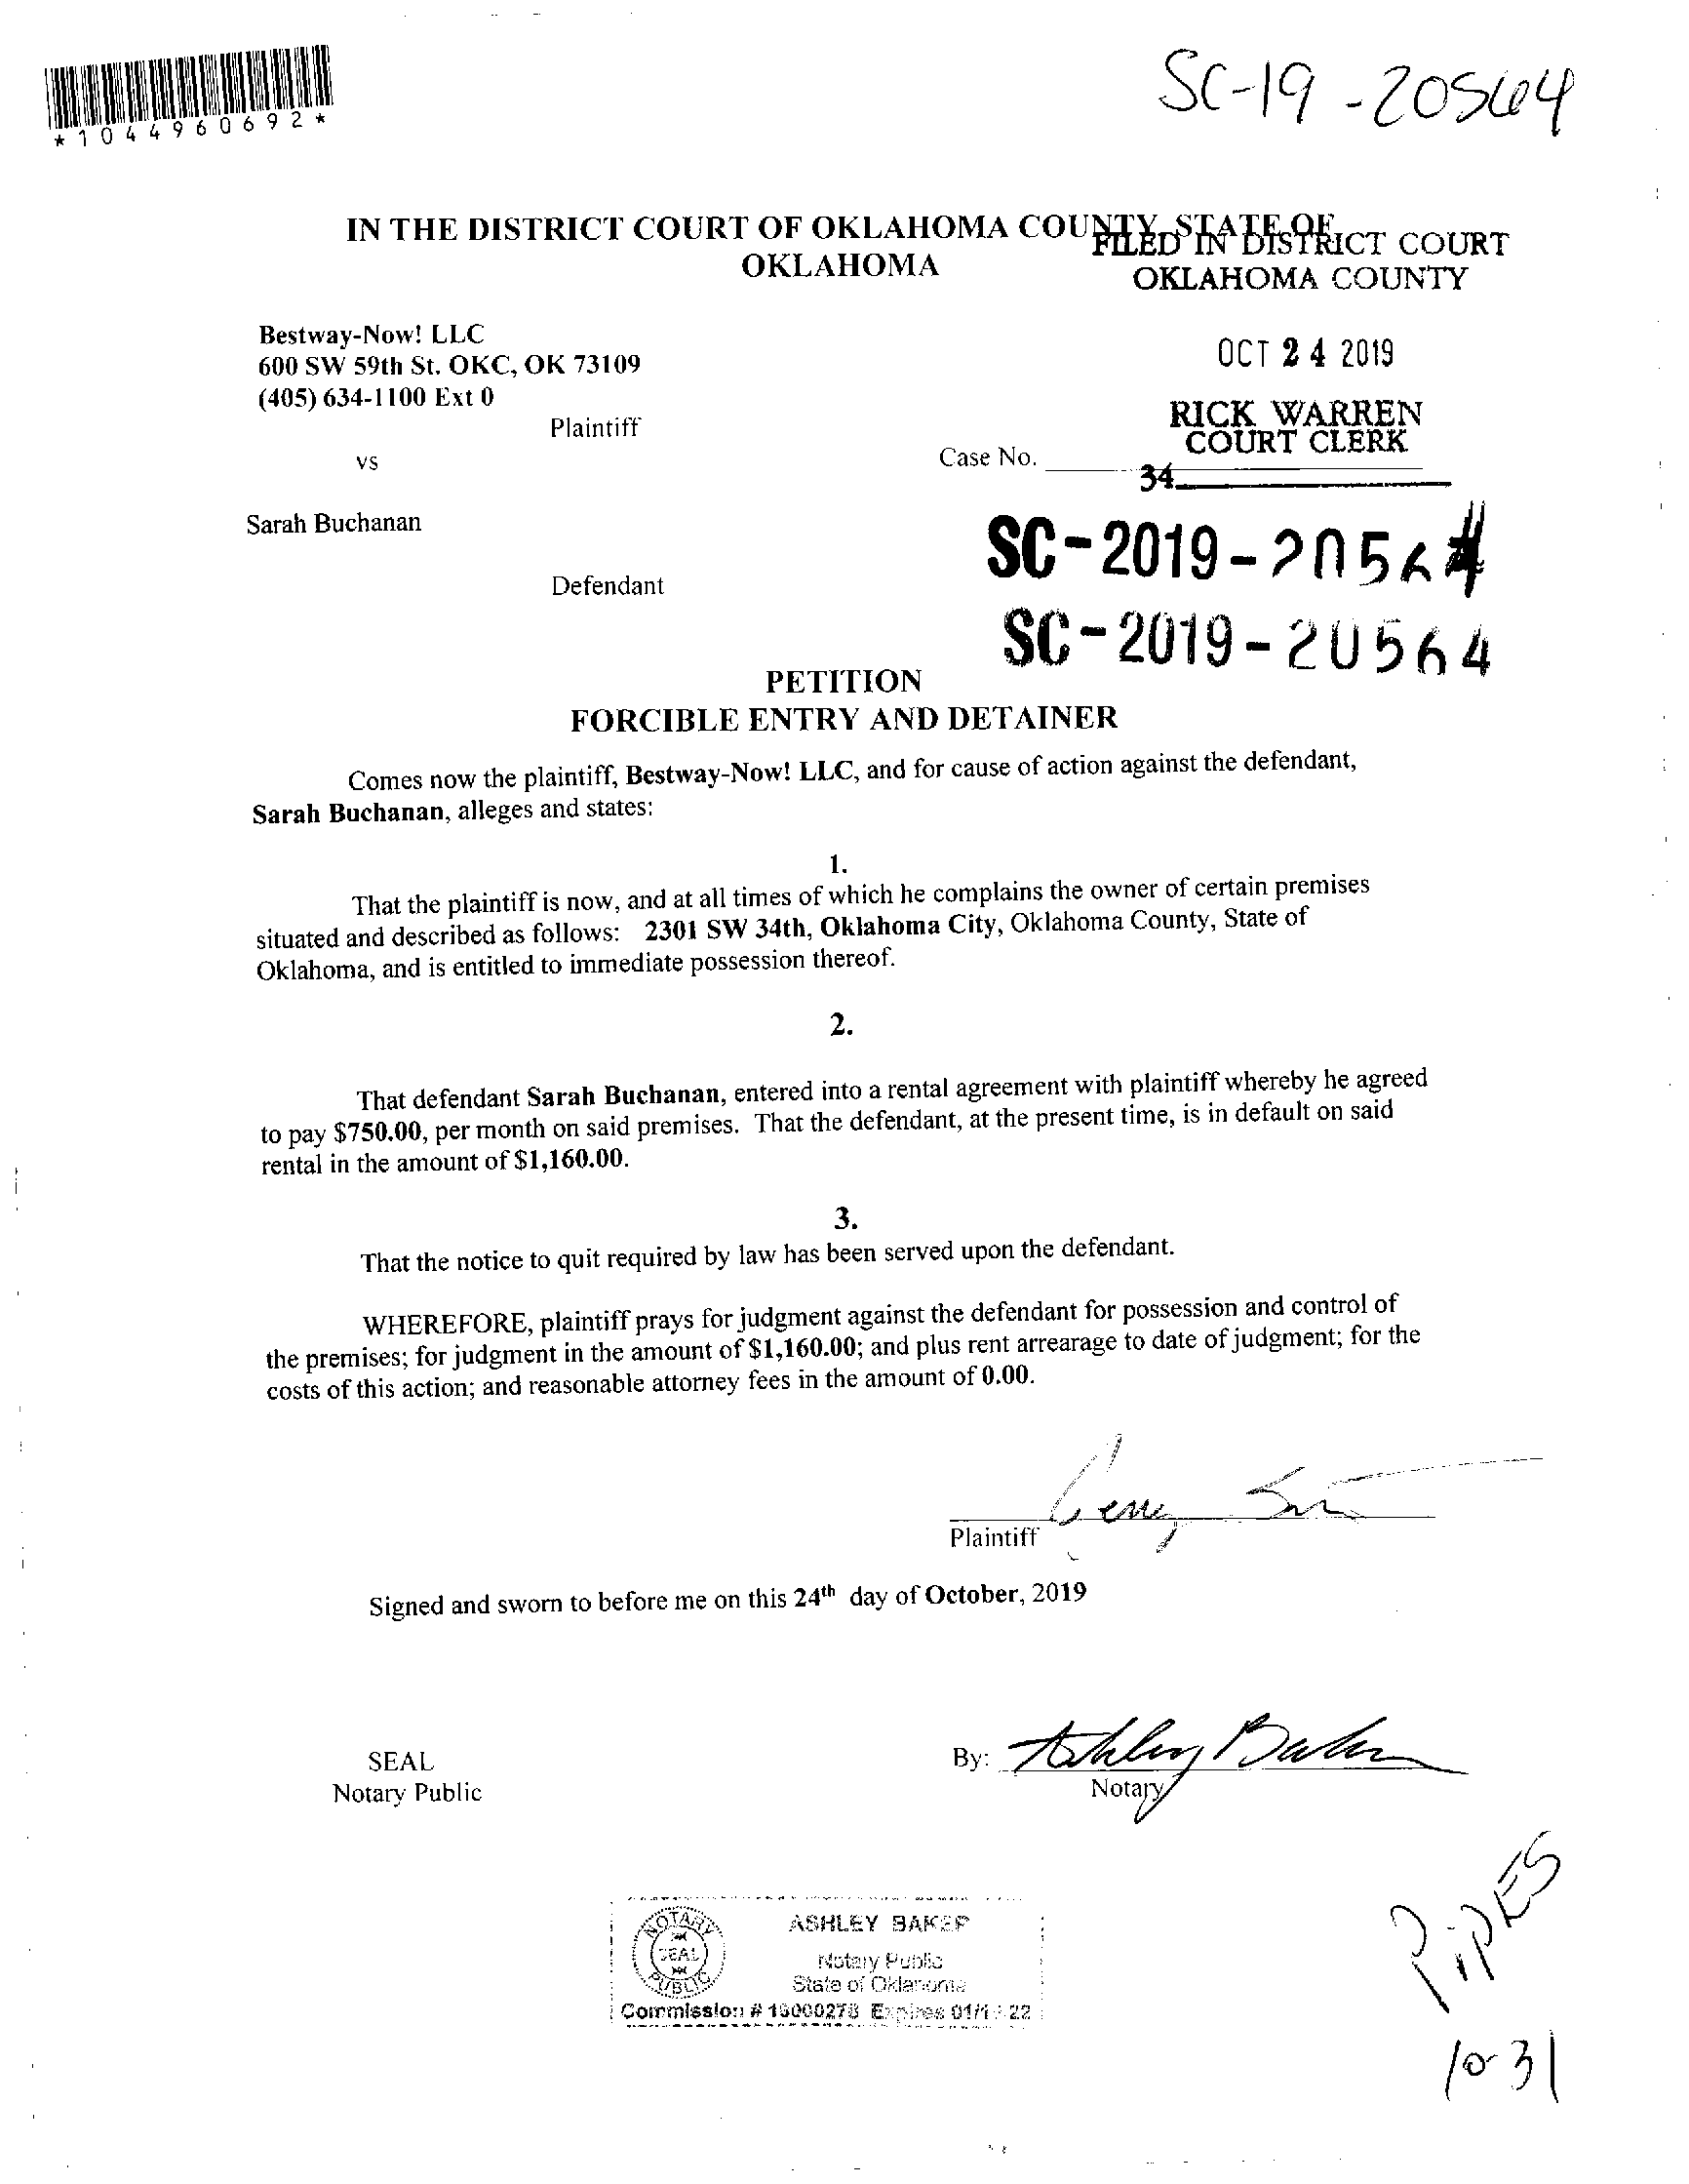 *1044960692*
SC-19-20564
IN THE DISTRICT COURT OF OKLAHOMA COUNTY, STATE OF
OKLAHOMA
FILED IN DISTRICT COURT
OKLAHOMA COUNTY
Bestway-Now! LLC
600 SW 59th St. OKC, OK 73109
(405) 634-1100 Ext 0
Plaintiff
OCT 24 2019
RICK WARREN
COURT CLERK
vs
Case No.
34
Sarah Buchanan
Defendant
SC-2019-20564
SC-2019-20564
PETITION
FORCIBLE ENTRY AND DETAINER
Comes now the plaintiff, Bestway-Now! LLC, and for cause of action against the defendant,
Sarah Buchanan, alleges and states:
1.
That the plaintiff is now, and at all times of which he complains the owner of certain premises
situated and described as follows: 2301 SW 34th, Oklahoma City, Oklahoma County, State of
Oklahoma, and is entitled to immediate possession thereof.
2.
That defendant Sarah Buchanan, entered into a rental agreement with plaintiff whereby he agreed
to pay $750.00, per month on said premises. That the defendant, at the present time, is in default on said
rental in the amount of $1,160.00.
3.
That the notice to quit required by law has been served upon the defendant.
WHEREFORE, plaintiff prays for judgment against the defendant for possession and control of
the premises; for judgment in the amount of $1,160.00; and plus rent arrearage to date of judgment; for the
costs of this action; and reasonable attorney fees in the amount of 0.00.
Plaintiff
Signed and sworn to before me on this 24th day of October, 2019
SEAL
Notary Public
By: Ashley Baker
Notary
NOTARY
SEAL
PUBLIC
ASHLEY BAKER
Notary Public
State of Oklahoma
Commission # Expires
PiPKES
10-31